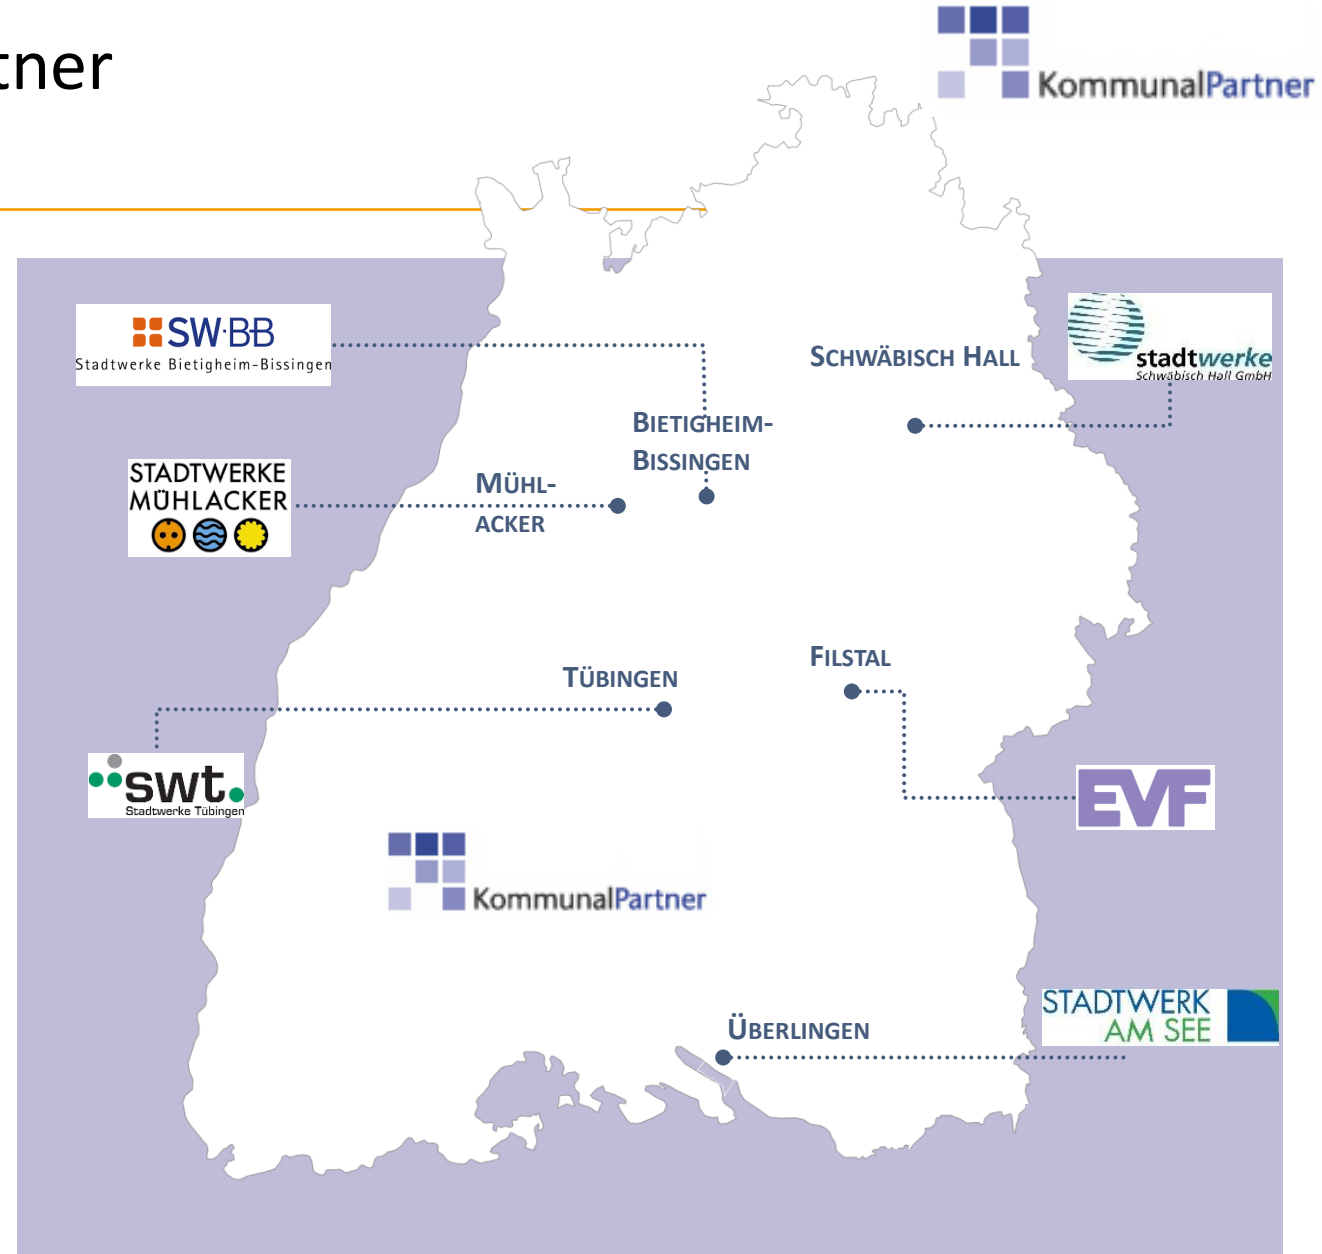 tner
KommunalPartner
SW·BB
Stadtwerke Bietigheim-Bissingen
SCHWÄBISCH HALL
stadtwerke
Schwäbisch Hall GmbH
BIETIGHEIM-
BISSINGEN
STADTWERKE
MÜHLACKER
MÜHL-
ACKER
FILSTAL
TÜBINGEN
swt.
Stadtwerke Tübingen
EVF
KommunalPartner
STADTWERK
AM SEE
ÜBERLINGEN